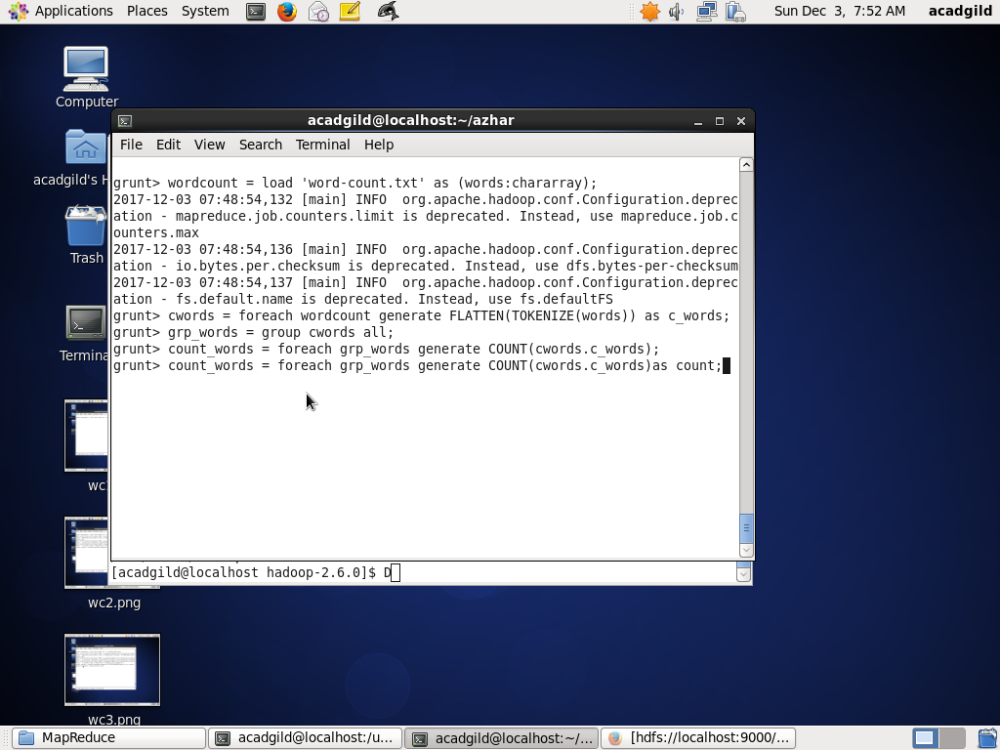 Applications Places System
Sun Dec 3, 7:52 AM acadgild
Computer
acadgild's H
Trash
Termina
wc
wc2.png
wc3.png
acadgild@localhost:~/azhar
File Edit View Search Terminal Help
grunt> wordcount = load 'word-count.txt' as (words:chararray);
2017-12-03 07:48:54,132 [main] INFO  org.apache.hadoop.conf.Configuration.deprec
ation - mapreduce.job.counters.limit is deprecated. Instead, use mapreduce.job.c
ounters.max
2017-12-03 07:48:54,136 [main] INFO  org.apache.hadoop.conf.Configuration.deprec
ation - io.bytes.per.checksum is deprecated. Instead, use dfs.bytes-per-checksum
2017-12-03 07:48:54,137 [main] INFO  org.apache.hadoop.conf.Configuration.deprec
ation - fs.default.name is deprecated. Instead, use fs.defaultFS
grunt> cwords = foreach wordcount generate FLATTEN(TOKENIZE(words)) as c_words;
grunt> grp_words = group cwords all;
grunt> count_words = foreach grp_words generate COUNT(cwords.c_words);
grunt> count_words = foreach grp_words generate COUNT(cwords.c_words)as count;
[acadgild@localhost hadoop-2.6.0]$ D
MapReduce
acadgild@localhost:/u...
acadgild@localhost:~/...
[hdfs://localhost:9000/...